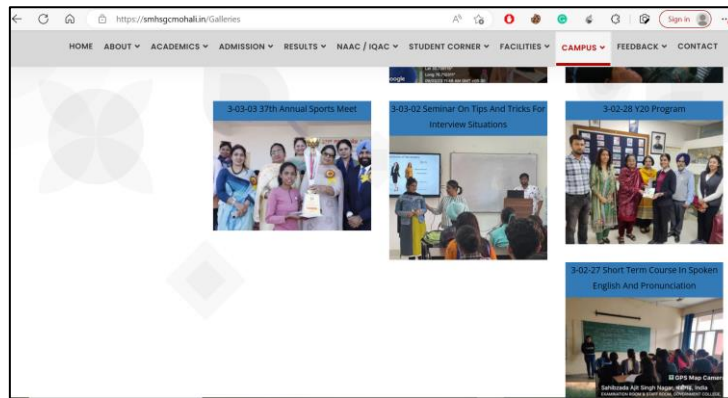 https://smhsgcmohali.in/Galleries
Sign in
HOME ABOUT ACADEMICS ADMISSION RESULTS NAAC / IQAC STUDENT CORNER FACILITIES CAMPUS FEEDBACK CONTACT
3-03-03 37th Annual Sports Meet
3-03-02 Seminar On Tips And Tricks For
Interview Situations
3-02-28 Y20 Program
3-02-27 Short Term Course In Spoken
English And Pronunciation
GPS Map Camera
Sahibzada Ajit Singh Nagar, चंडीगढ़, India